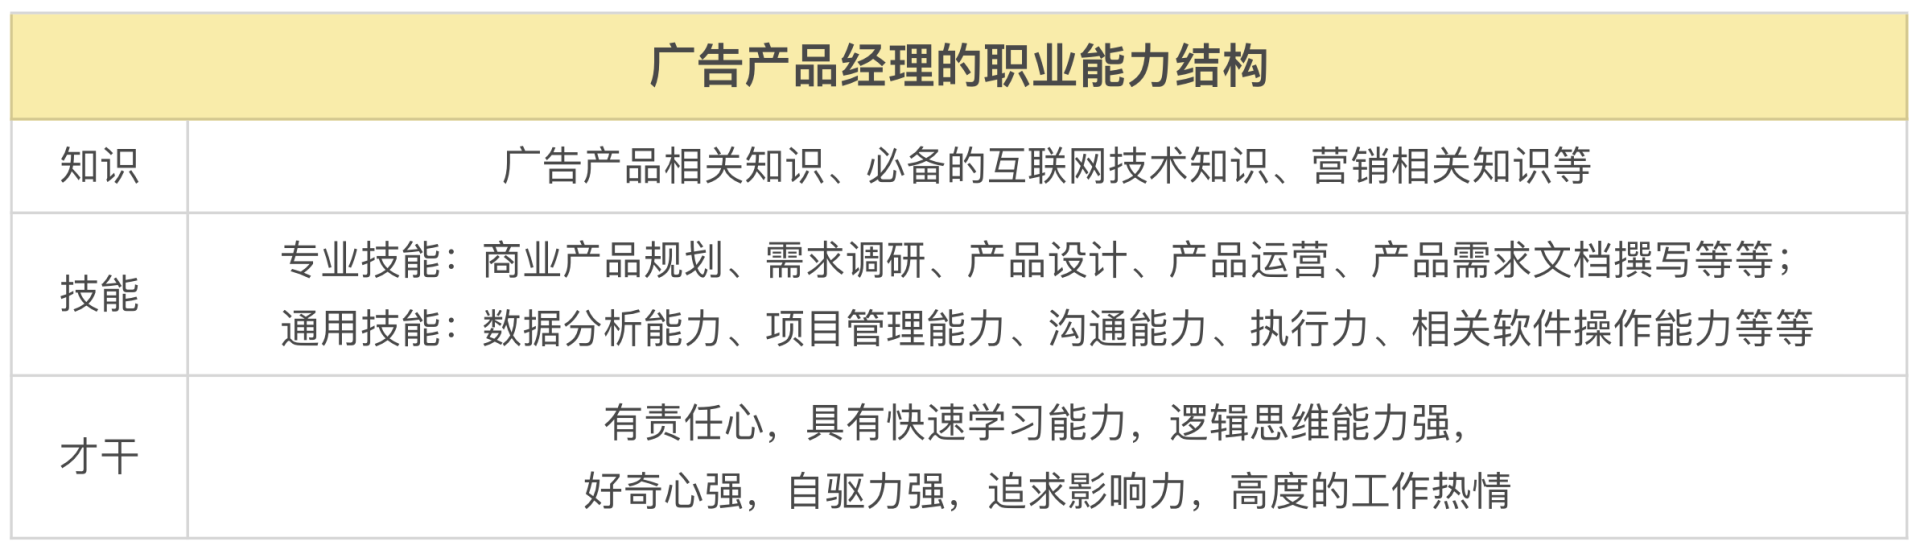 广告产品经理的职业能力结构
知识
广告产品相关知识、必备的互联网技术知识、营销相关知识等
技能
专业技能：商业产品规划、需求调研、产品设计、产品运营、产品需求文档撰写等等；
通用技能：数据分析能力、项目管理能力、沟通能力、执行力、相关软件操作能力等等
才干
有责任心，具有快速学习能力，逻辑思维能力强，
好奇心强，自驱力强，追求影响力，高度的工作热情